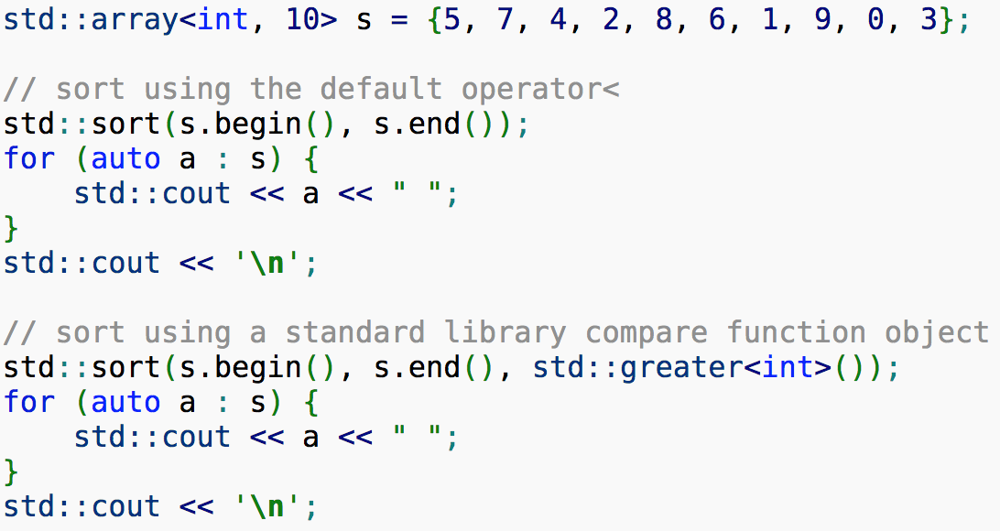 std::array<int, 10> s = {5, 7, 4, 2, 8, 6, 1, 9, 0, 3};

// sort using the default operator<
std::sort(s.begin(), s.end());
for (auto a : s) {
    std::cout << a << " ";
}
std::cout << '\n';

// sort using a standard library compare function object
std::sort(s.begin(), s.end(), std::greater<int>());
for (auto a : s) {
    std::cout << a << " ";
}
std::cout << '\n';